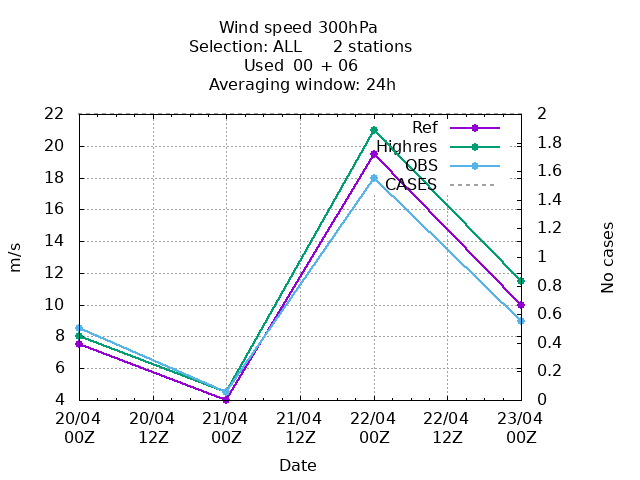 Wind speed 300hPa
Selection: ALL 2 stations
Used 00 + 06
Averaging window: 24h
22
20
18
16
14
12
10
8
6
4
m/s
2
1.8
1.6
1.4
1.2
1
0.8
0.6
0.4
0.2
0
No cases
Ref
Highres
OBS
CASES
20/04 20/04 21/04 21/04 22/04 22/04 23/04
00Z 12Z 00Z 12Z 00Z 12Z 00Z
Date